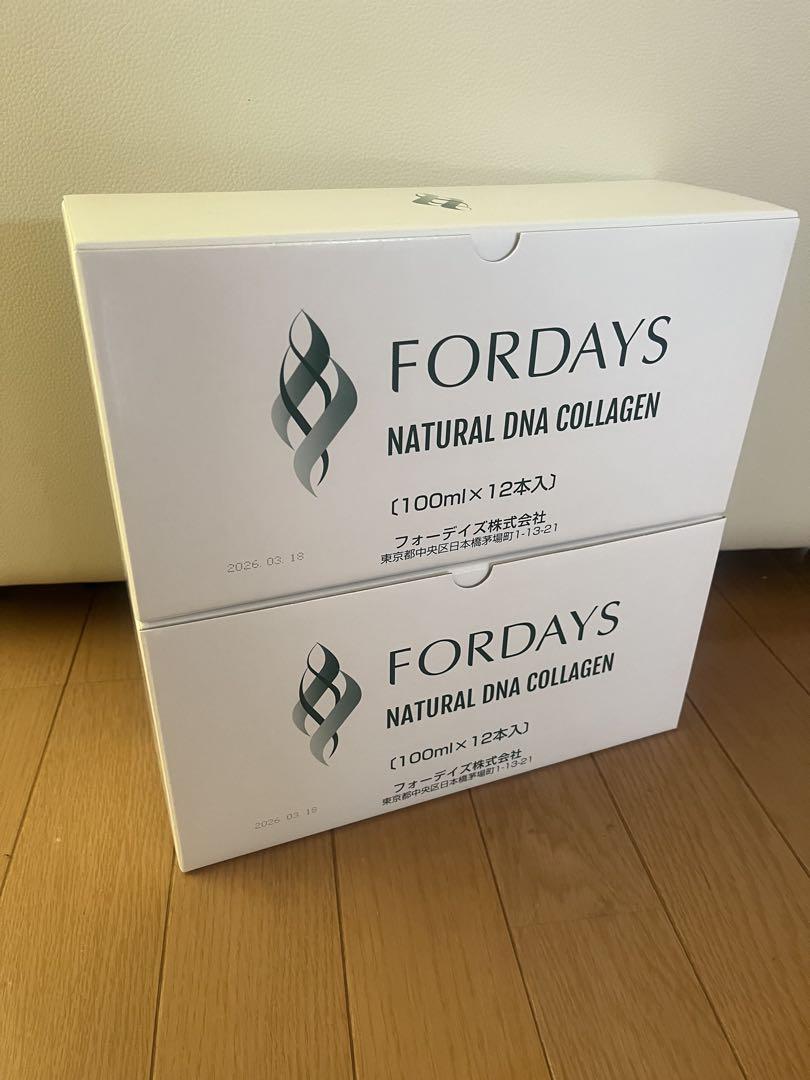 FORDAYS
NATURAL DNA COLLAGEN
〔100ml×12本入〕
フォーデイズ株式会社
東京都中央区日本橋茅場町1-13-21
2026. 03. 18
FORDAYS
NATURAL DNA COLLAGEN
〔100ml×12本入〕
フォーデイズ株式会社
東京都中央区日本橋茅場町1-13-21
2026. 03. 18